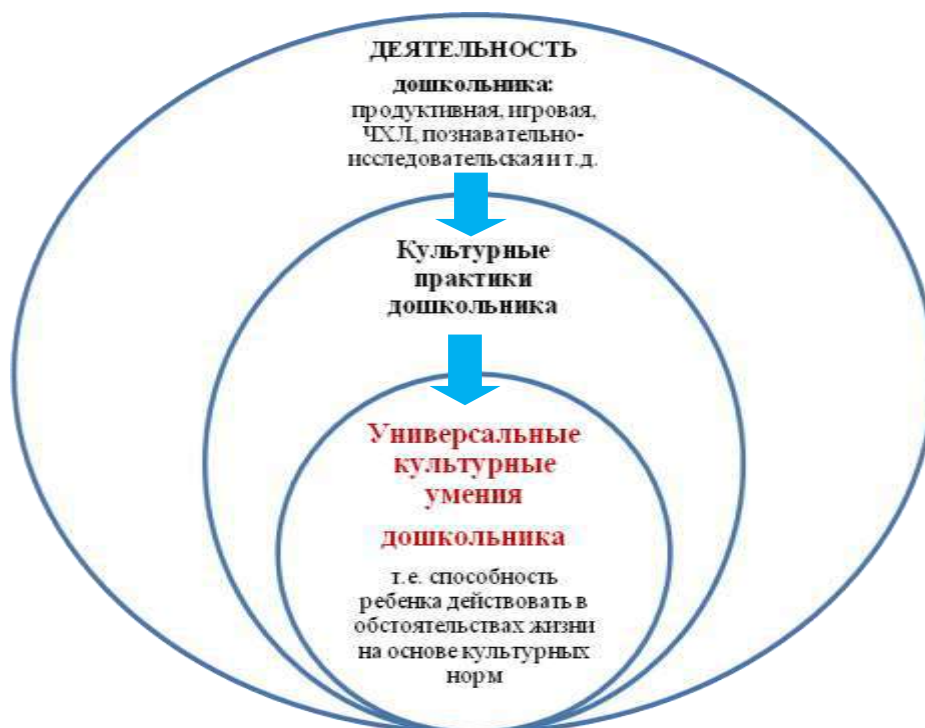 ДЕЯТЕЛЬНОСТЬ
дошкольника:
продуктивная, игровая,
ЧХЛ, познавательно-
исследовательская и т.д.
Культурные
практики
дошкольника
Универсальные
культурные
умения
дошкольника
т.е. способность
ребенка действовать в
обстоятельствах жизни
на основе культурных
норм